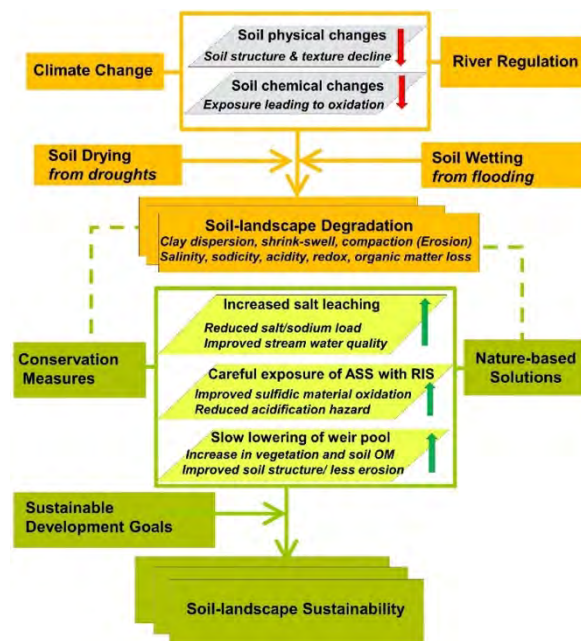 Climate Change
Soil physical changes
Soil structure & texture decline
Soil chemical changes
Exposure leading to oxidation
River Regulation
Soil Drying
from droughts
Soil Wetting
from flooding
Soil-landscape Degradation
Clay dispersion, shrink-swell, compaction (Erosion)
Salinity, sodicity, acidity, redox, organic matter loss
Conservation
Measures
Increased salt leaching
Reduced salt/sodium load
Improved stream water quality
Careful exposure of ASS with RIS
Improved sulfidic material oxidation
Reduced acidification hazard
Slow lowering of weir pool
Increase in vegetation and soil OM
Improved soil structure/ less erosion
Nature-based
Solutions
Sustainable
Development Goals
Soil-landscape Sustainability